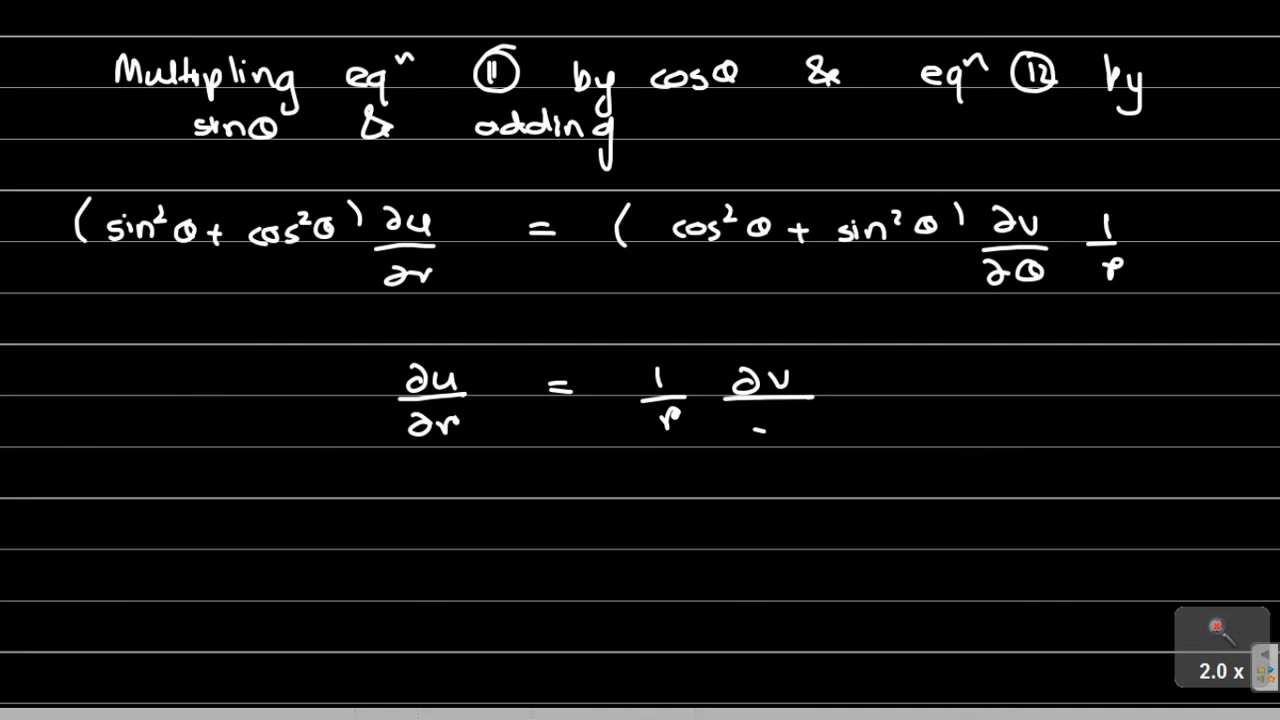 Multipling eqⁿ ⑪ by cosθ & eqⁿ ⑫ by
sinθ & adding
(sin²θ + cos²θ) ∂u/∂r = (cos²θ + sin²θ) ∂v/∂θ 1/r
∂u/∂r = 1/r ∂v/
2.0 x